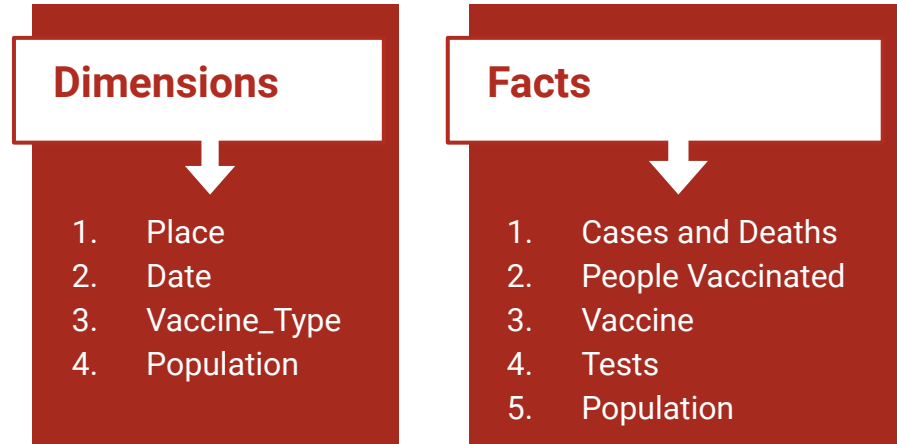 Dimensions
1. Place
2. Date
3. Vaccine_Type
4. Population
Facts
1. Cases and Deaths
2. People Vaccinated
3. Vaccine
4. Tests
5. Population